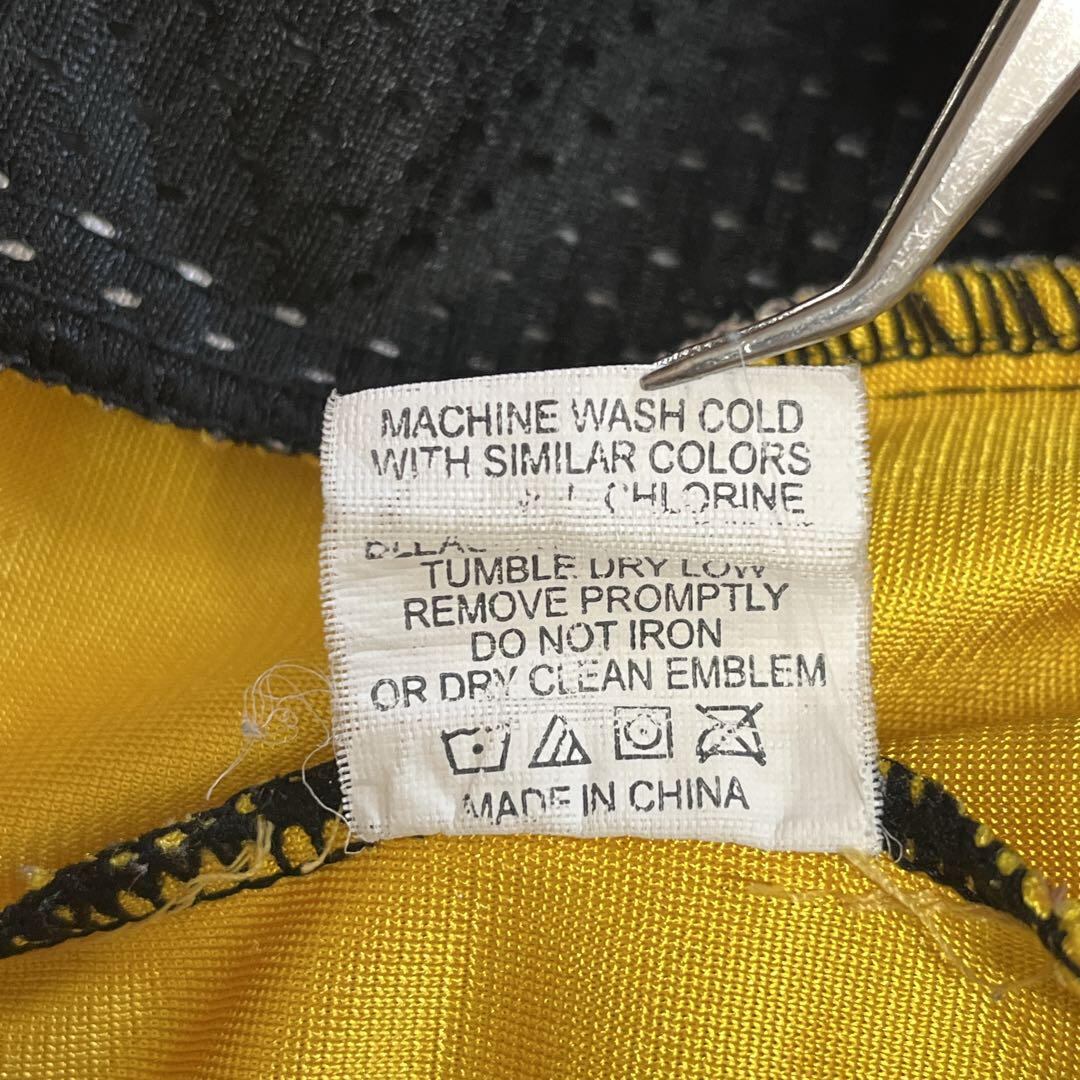 MACHINE WASH COLD
WITH SIMILAR COLORS
CHLORINE
TUMBLE DRY LOW
REMOVE PROMPTLY
DO NOT IRON
OR DRY CLEAN EMBLEM
MADE IN CHINA